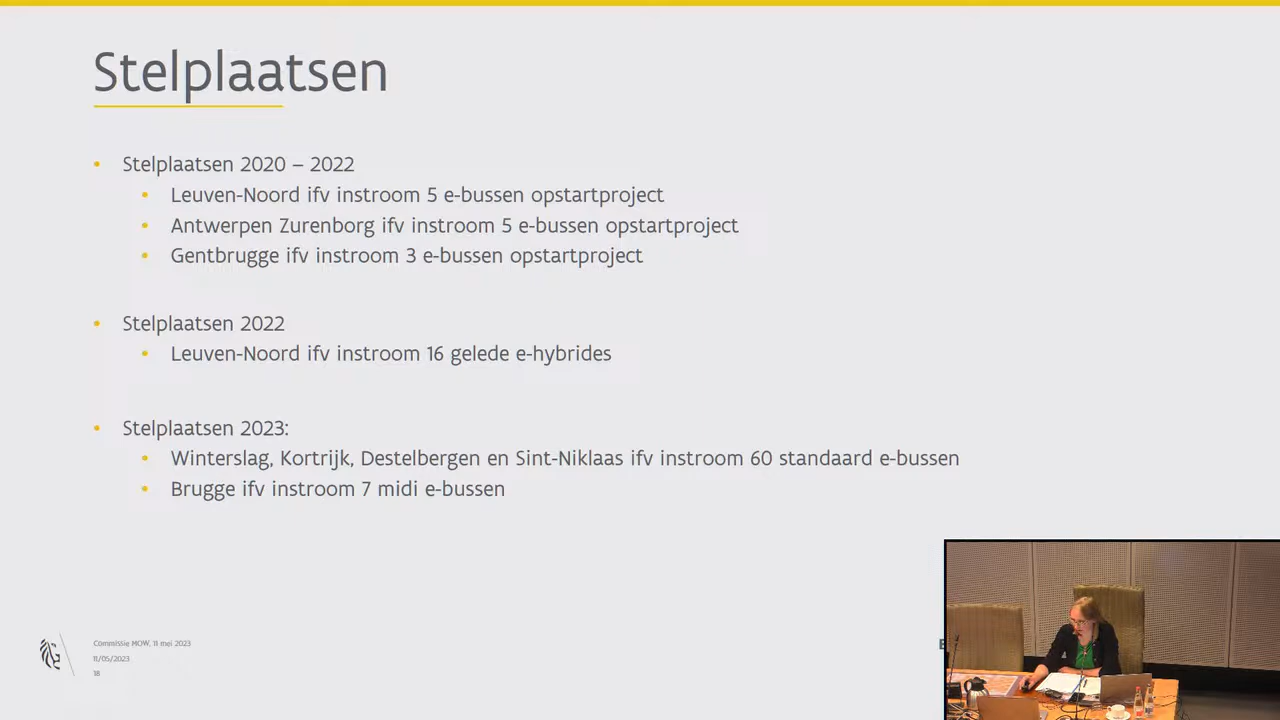 Stelplaatsen
• Stelplaatsen 2020 – 2022
• Leuven-Noord ifv instroom 5 e-bussen opstartproject
• Antwerpen Zurenborg ifv instroom 5 e-bussen opstartproject
• Gentbrugge ifv instroom 3 e-bussen opstartproject
• Stelplaatsen 2022
• Leuven-Noord ifv instroom 16 gelede e-hybrides
• Stelplaatsen 2023:
• Winterslag, Kortrijk, Destelbergen en Sint-Niklaas ifv instroom 60 standaard e-bussen
• Brugge ifv instroom 7 midi e-bussen
Commissie MOW, 11 mei 2023
11/05/2023
18